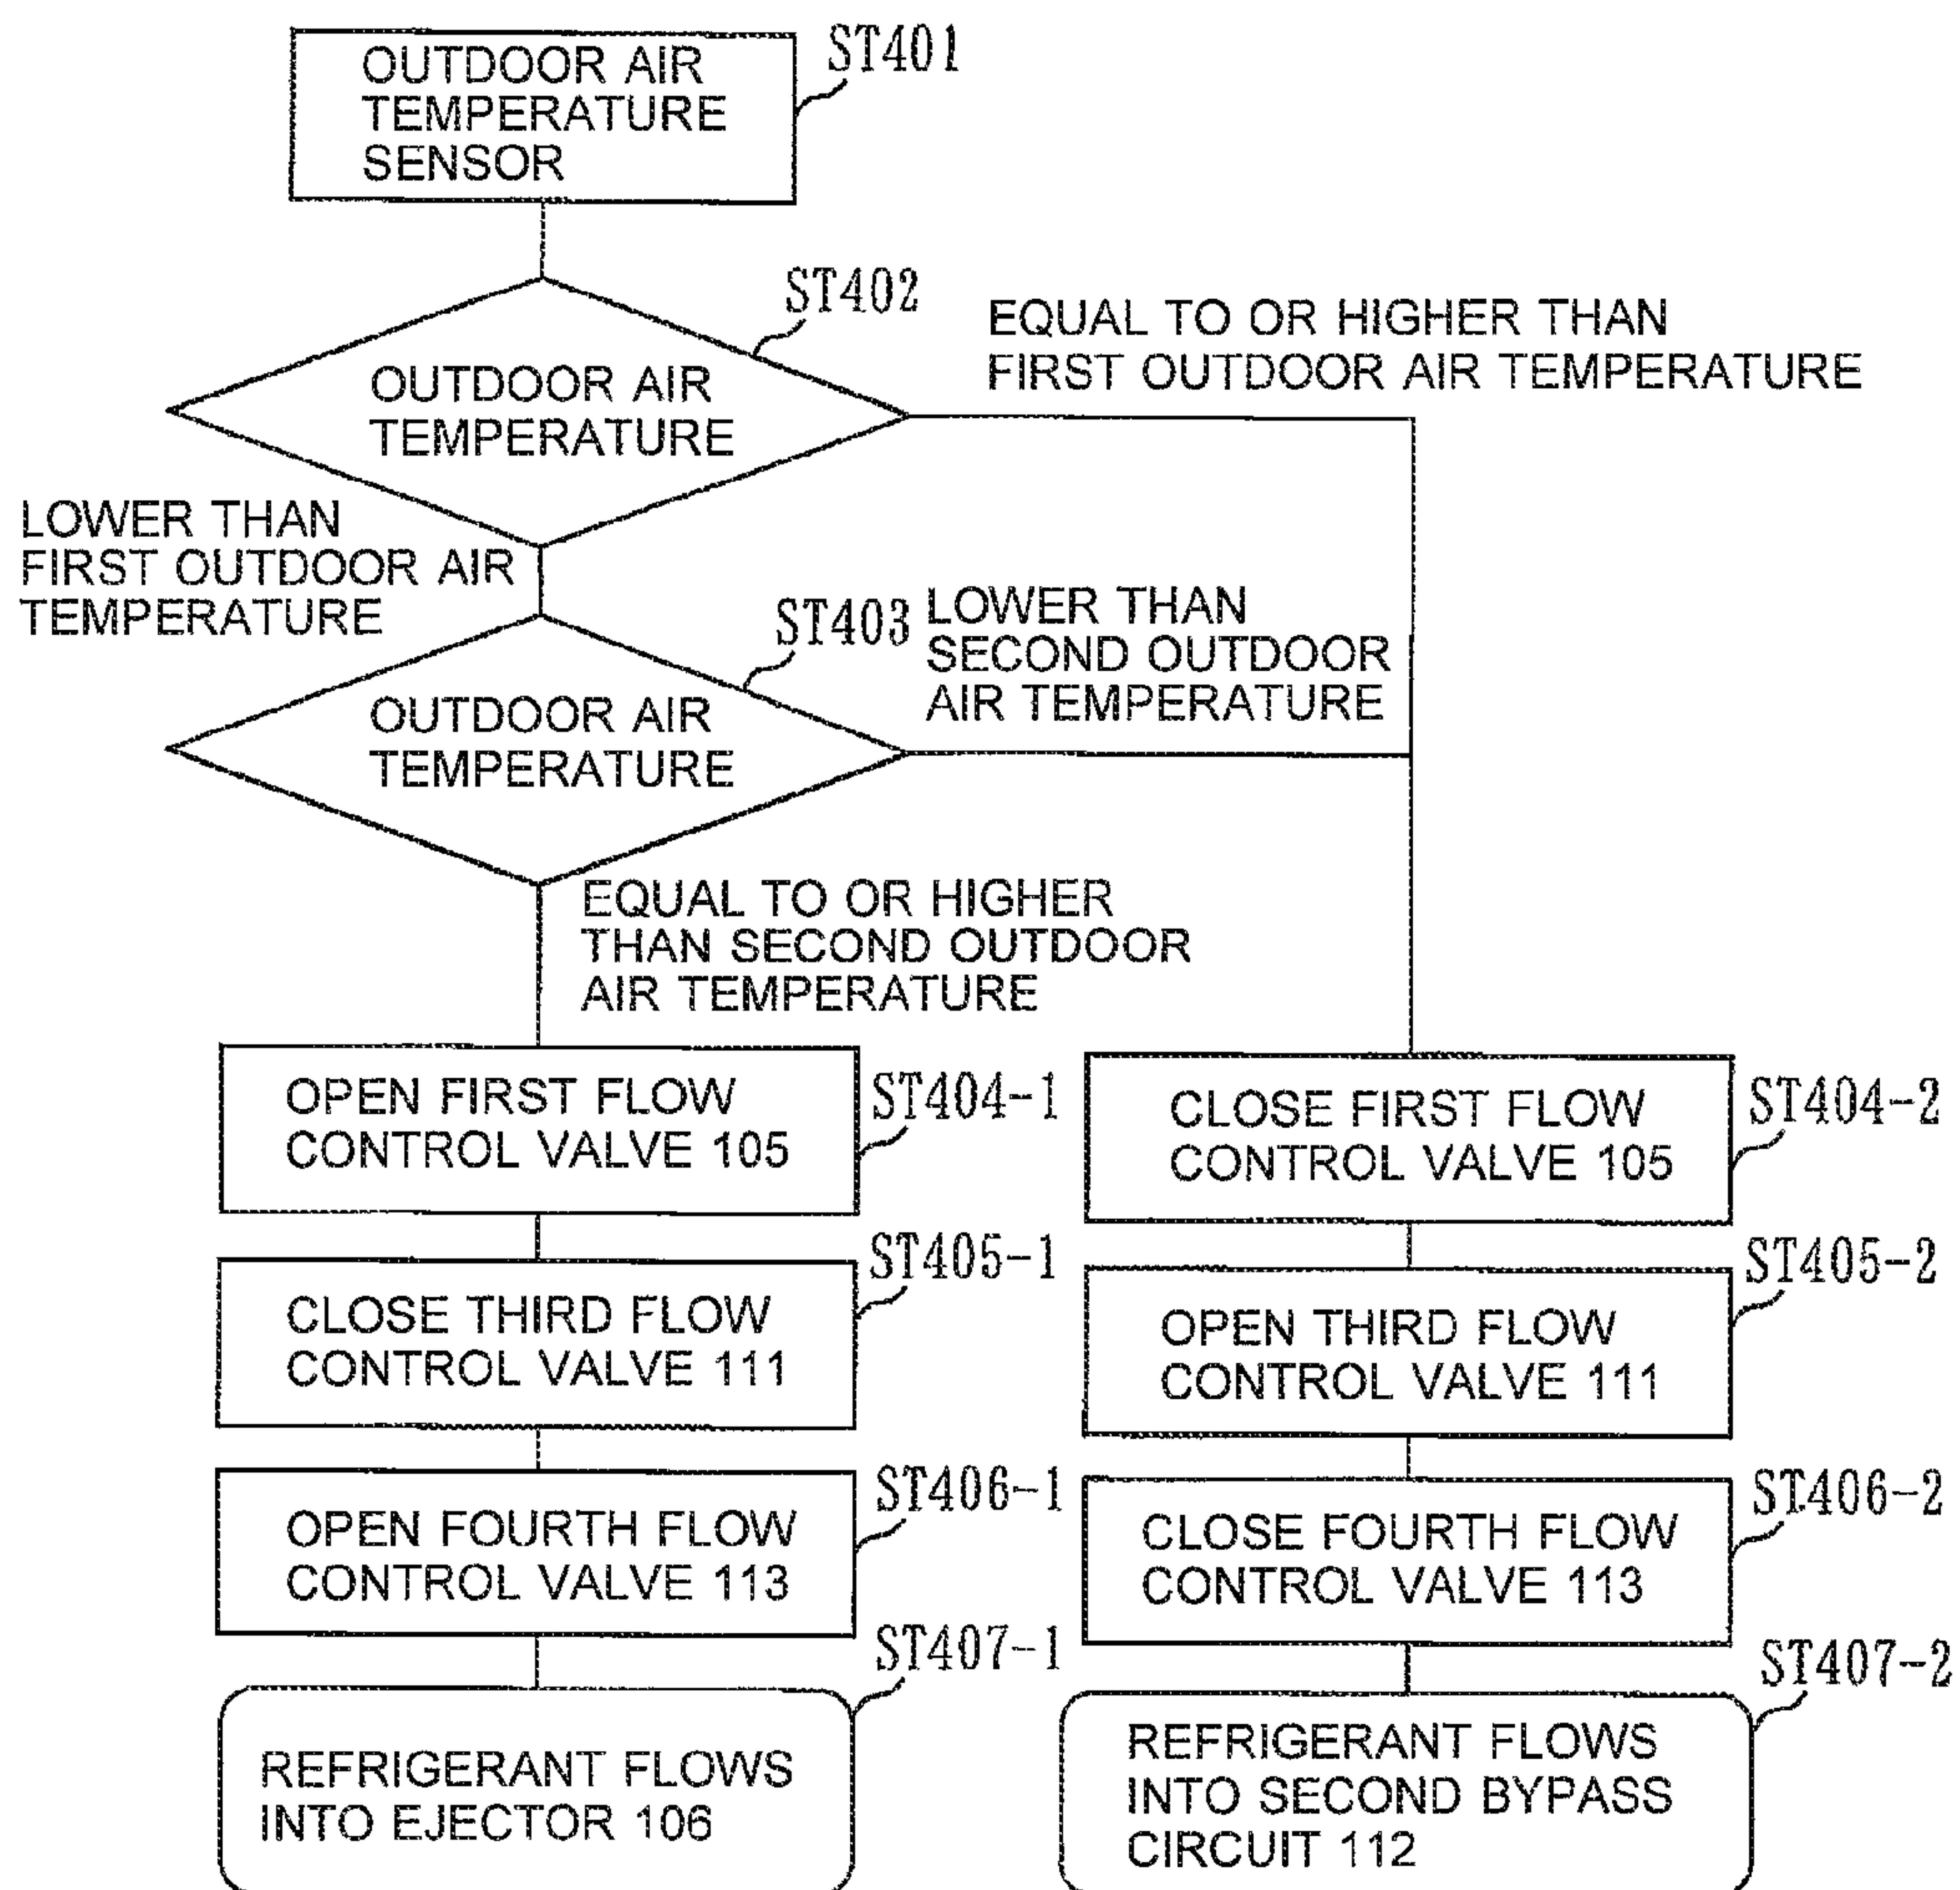 OUTDOOR AIR
TEMPERATURE
SENSOR
ST401
OUTDOOR AIR
TEMPERATURE
ST402
EQUAL TO OR HIGHER THAN
FIRST OUTDOOR AIR TEMPERATURE
LOWER THAN
FIRST OUTDOOR AIR
TEMPERATURE
OUTDOOR AIR
TEMPERATURE
ST403
LOWER THAN
SECOND OUTDOOR
AIR TEMPERATURE
EQUAL TO OR HIGHER
THAN SECOND OUTDOOR
AIR TEMPERATURE
OPEN FIRST FLOW
CONTROL VALVE 105
ST404-1
CLOSE FIRST FLOW
CONTROL VALVE 105
ST404-2
CLOSE THIRD FLOW
CONTROL VALVE 111
ST405-1
OPEN THIRD FLOW
CONTROL VALVE 111
ST405-2
OPEN FOURTH FLOW
CONTROL VALVE 113
ST406-1
CLOSE FOURTH FLOW
CONTROL VALVE 113
ST406-2
REFRIGERANT FLOWS
INTO EJECTOR 106
ST407-1
REFRIGERANT FLOWS
INTO SECOND BYPASS
CIRCUIT 112
ST407-2